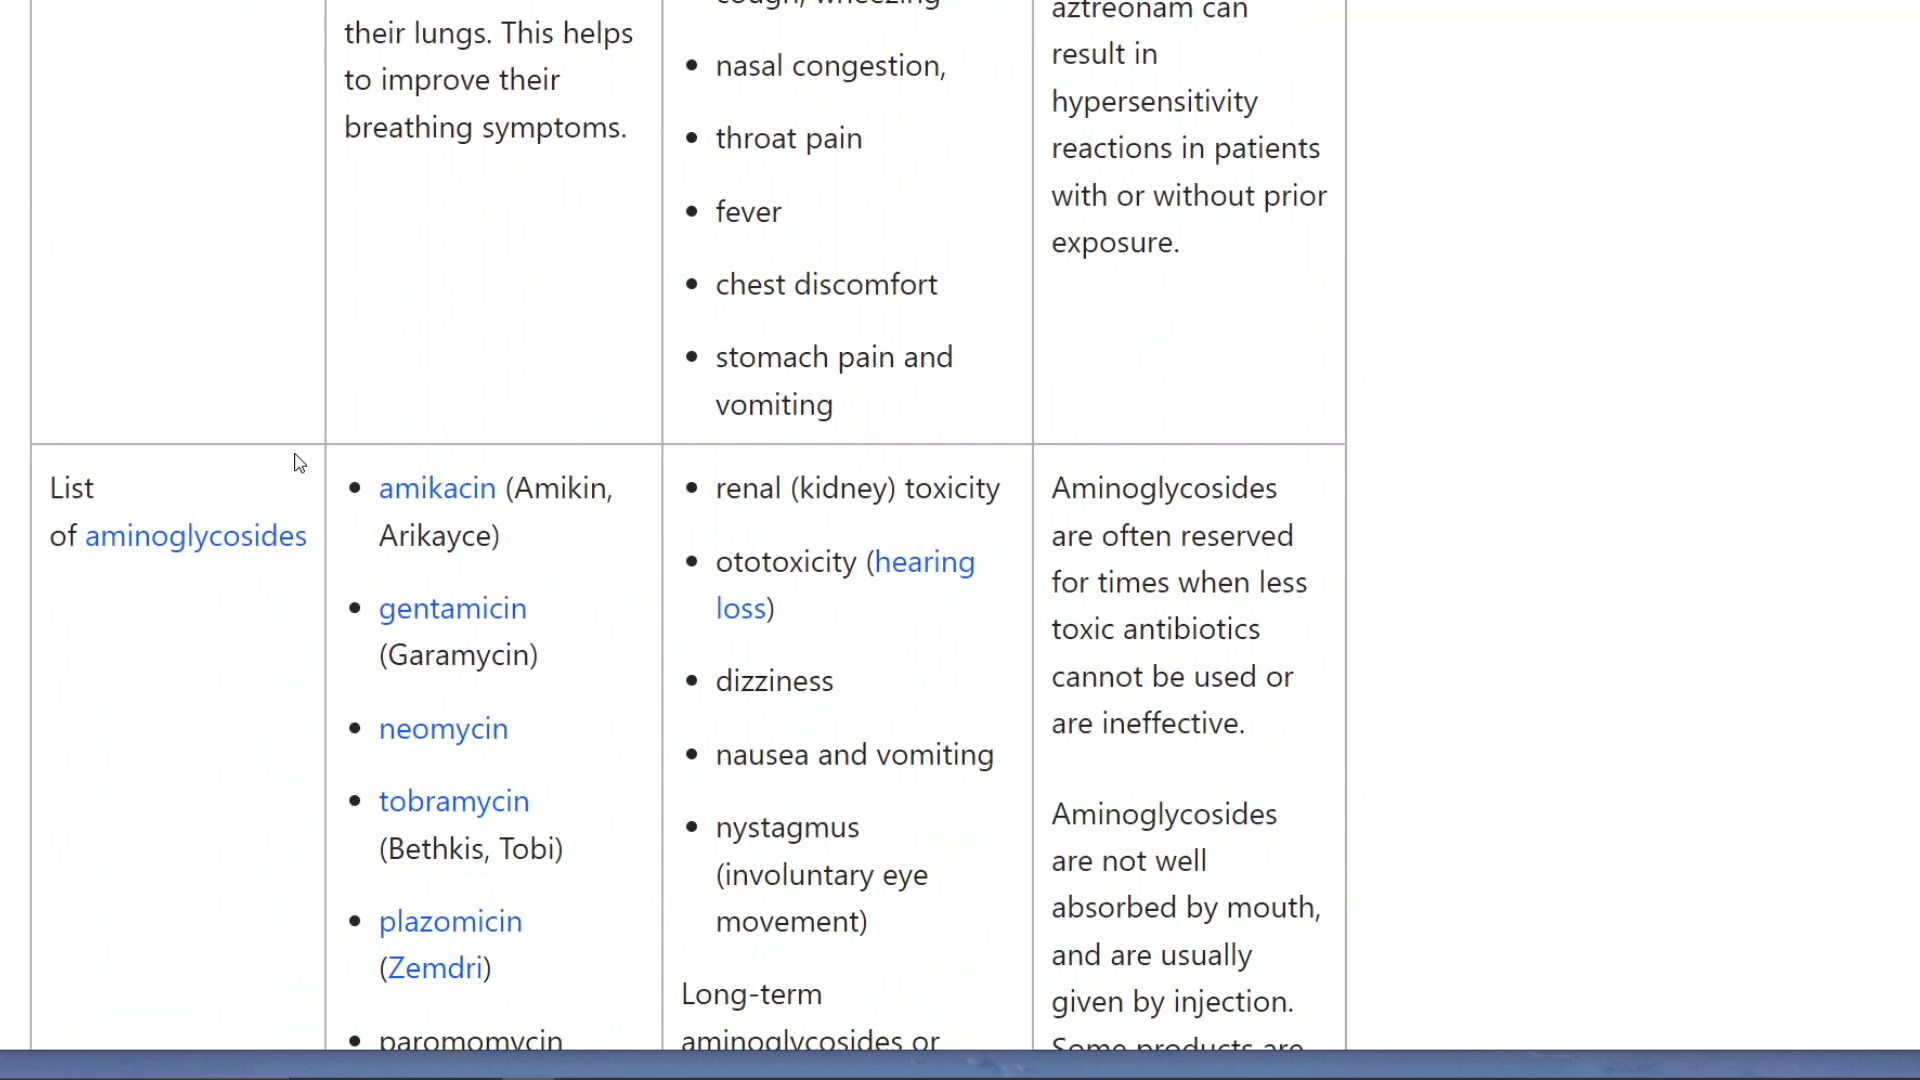 their lungs. This helps
to improve their
breathing symptoms.
cough, wheezing
nasal congestion,
throat pain
fever
chest discomfort
stomach pain and
vomiting
aztreonam can
result in
hypersensitivity
reactions in patients
with or without prior
exposure.
List
of aminoglycosides
amikacin (Amikin,
Arikayce)
gentamicin
(Garamycin)
neomycin
tobramycin
(Bethkis, Tobi)
plazomicin
(Zemdri)
paromomycin
renal (kidney) toxicity
ototoxicity (hearing
loss)
dizziness
nausea and vomiting
nystagmus
(involuntary eye
movement)
Long-term
aminoglycosides or
Aminoglycosides
are often reserved
for times when less
toxic antibiotics
cannot be used or
are ineffective.
Aminoglycosides
are not well
absorbed by mouth,
and are usually
given by injection.
Some products are